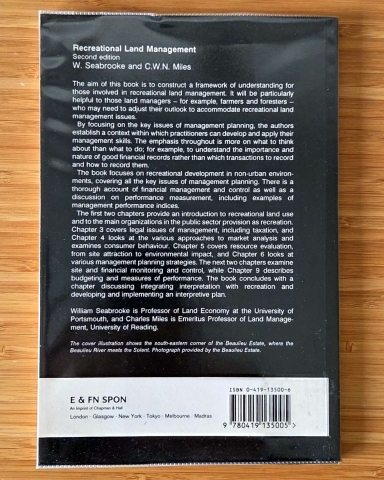 Recreational Land Management
Second edition
W. Seabrooke and C.W.N. Miles
The aim of this book is to construct a framework of understanding for
those involved in recreational land management. It will be particularly
helpful to those land managers – for example, farmers and foresters –
who may need to adjust their outlook to accommodate recreational land
management issues.
By focusing on the key issues of management planning, the authors
establish a context within which practitioners can develop and apply their
management skills. The emphasis throughout is more on what to think
about than what to do; for example, to understand the importance and
nature of good financial records rather than which transactions to record
and how to record them.
The book focuses on recreational development in non-urban environ-
ments, covering all the key issues of management planning. There is a
thorough account of financial management and control as well as a
discussion on performance measurement, including examples of
management performance indices.
The first two chapters provide an introduction to recreational land use
and to the main organizations in the public sector provision as recreation.
Chapter 3 covers legal issues of management, including taxation, and
Chapter 4 looks at the various approaches to market analysis and
examines consumer behaviour. Chapter 5 covers resource evaluation,
from site attraction to environmental impact, and Chapter 6 looks at
various management planning strategies. The next two chapters examine
site and financial monitoring and control, while Chapter 9 describes
budgeting and measures of performance. The book concludes with a
chapter discussing integrating interpretation with recreation and
developing and implementing an interpretive plan.
William Seabrooke is Professor of Land Economy at the University of
Portsmouth, and Charles Miles is Emeritus Professor of Land Manage-
ment, University of Reading.
The cover illustration shows the south-eastern corner of the Beaulieu Estate, where the
Beaulieu River meets the Solent. Photograph provided by the Beaulieu Estate.
E & FN SPON
An Imprint of Chapman & Hall
London · Glasgow · New York · Tokyo · Melbourne · Madras
ISBN 0-419-13500-6
9 780419 135005 >